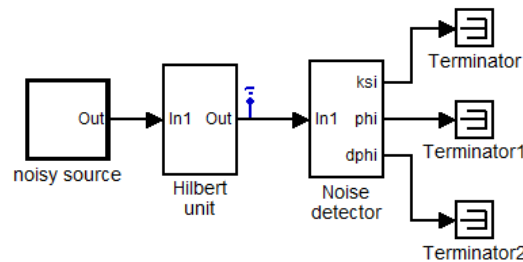 ksi
Terminator
Out
In1 Out
In1 phi
Terminator1
noisy source
Hilbert
unit
dphi
Noise
detector
Terminator2